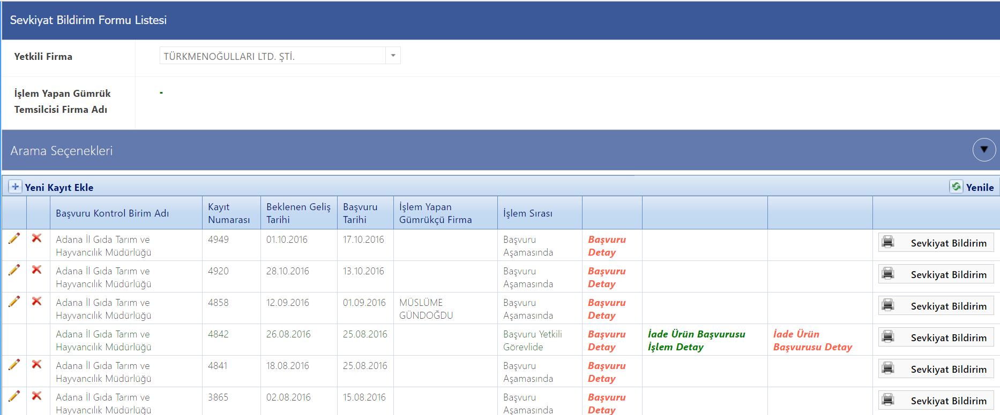 Sevkiyat Bildirim Formu Listesi
Yetkili Firma
TÜRKMENOĞULLARI LTD. ŞTİ.
İşlem Yapan Gümrük
Temsilcisi Firma Adı
-
Arama Seçenekleri
Yeni Kayıt Ekle
Yenile
Başvuru Kontrol Birim Adı
Kayıt
Numarası
Beklenen Geliş
Tarihi
Başvuru
Tarihi
İşlem Yapan
Gümrükçü Firma
İşlem Sırası
Adana İl Gıda Tarım ve
Hayvancılık Müdürlüğü
4949
01.10.2016
17.10.2016
Başvuru
Aşamasında
Başvuru
Detay
Sevkiyat Bildirim
Adana İl Gıda Tarım ve
Hayvancılık Müdürlüğü
4920
28.10.2016
13.10.2016
Başvuru
Aşamasında
Başvuru
Detay
Sevkiyat Bildirim
Adana İl Gıda Tarım ve
Hayvancılık Müdürlüğü
4858
12.09.2016
01.09.2016
MÜSLÜME
GÜNDOĞDU
Başvuru
Aşamasında
Başvuru
Detay
Sevkiyat Bildirim
Adana İl Gıda Tarım ve
Hayvancılık Müdürlüğü
4842
26.08.2016
25.08.2016
Başvuru Yetkili
Görevlide
Başvuru
Detay
İade Ürün Başvurusu
İşlem Detay
İade Ürün
Başvurusu Detay
Sevkiyat Bildirim
Adana İl Gıda Tarım ve
Hayvancılık Müdürlüğü
4841
18.08.2016
25.08.2016
Başvuru
Aşamasında
Başvuru
Detay
Sevkiyat Bildirim
Adana İl Gıda Tarım ve
Hayvancılık Müdürlüğü
3865
02.08.2016
15.08.2016
Başvuru
Aşamasında
Başvuru
Detay
Sevkiyat Bildirim